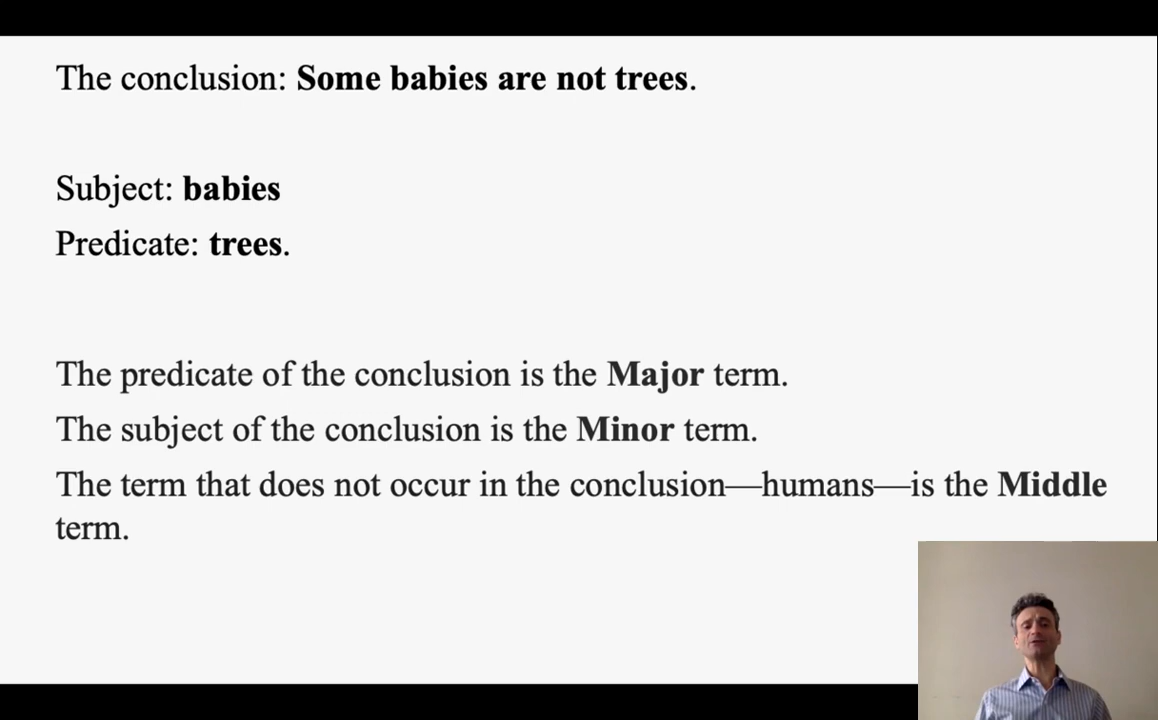 The conclusion: Some babies are not trees.
Subject: babies
Predicate: trees.
The predicate of the conclusion is the Major term.
The subject of the conclusion is the Minor term.
The term that does not occur in the conclusion—humans—is the Middle
term.